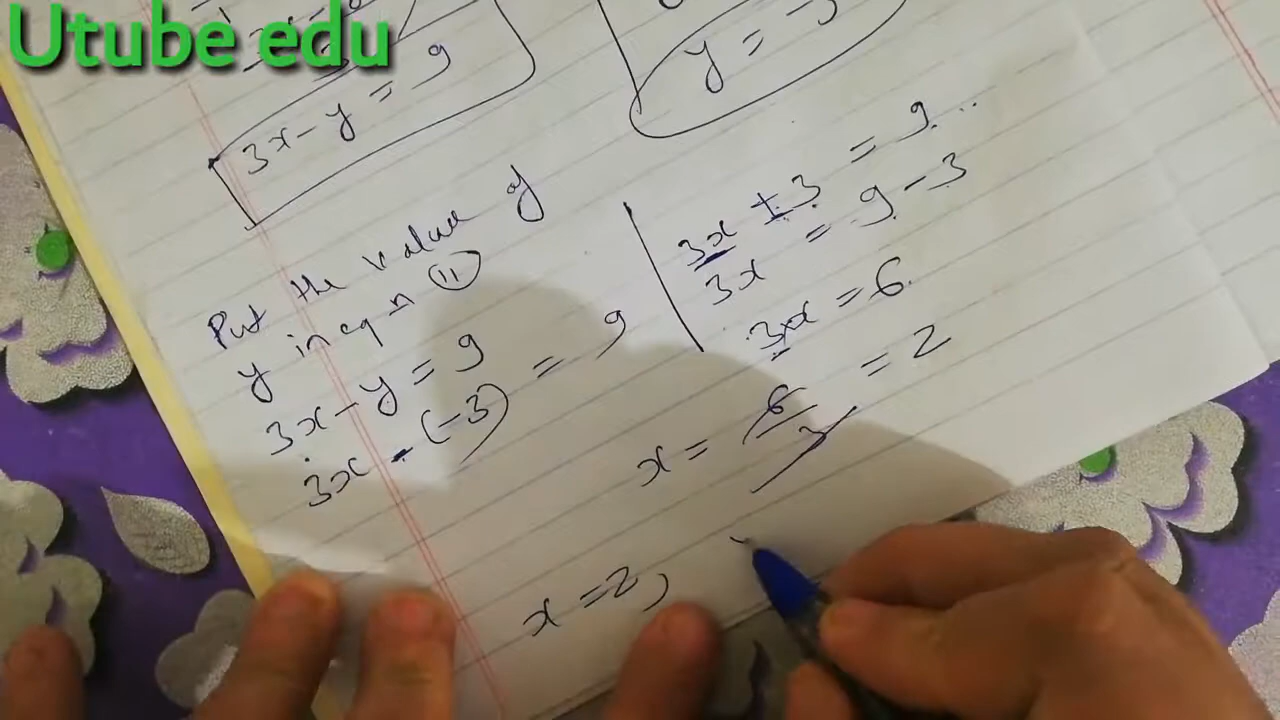 Utube edu
3x - y = 9
y = -3
Put the value of
y in eqn (ii)
3x - y = 9
3x - (-3) = 9
3x + 3 = 9
3x = 9 - 3
3x = 6
x = 6/3 = 2
x = 2,